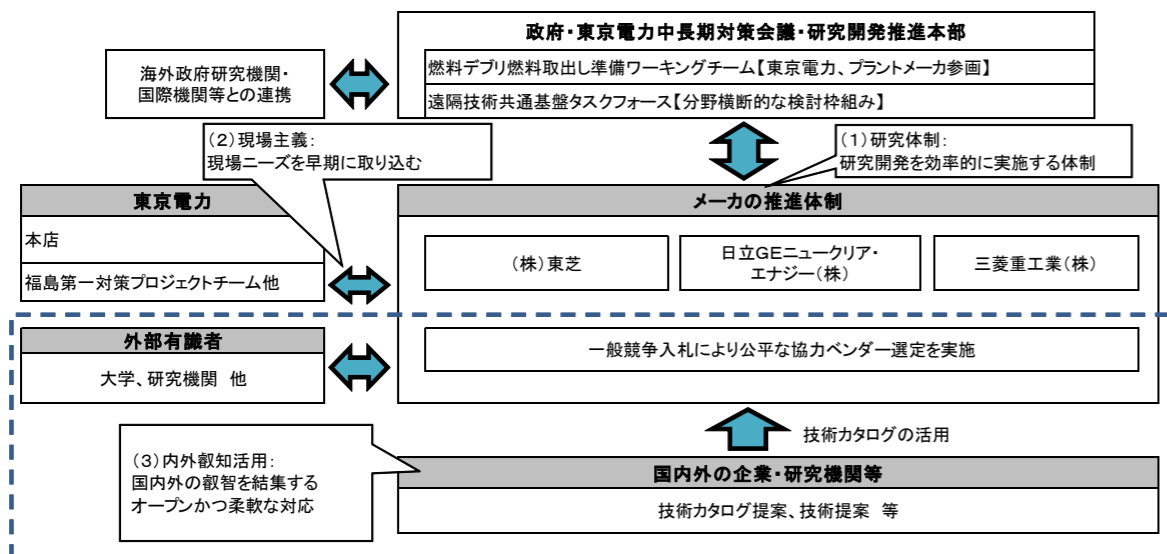 政府・東京電力中長期対策会議・研究開発推進本部
燃料デブリ燃料取出し準備ワーキングチーム【東京電力、プラントメーカ参画】
遠隔技術共通基盤タスクフォース【分野横断的な検討枠組み】
海外政府研究機関・
国際機関等との連携
(2)現場主義:
現場ニーズを早期に取り込む
(1)研究体制:
研究開発を効率的に実施する体制
東京電力
本店
福島第一対策プロジェクトチーム他
メーカの推進体制
(株)東芝
日立GEニュークリア・
エナジー(株)
三菱重工業(株)
外部有識者
大学、研究機関 他
一般競争入札により公平な協力ベンダー選定を実施
技術カタログの活用
(3)内外叡知活用:
国内外の叡智を結集する
オープンかつ柔軟な対応
国内外の企業・研究機関等
技術カタログ提案、技術提案 等